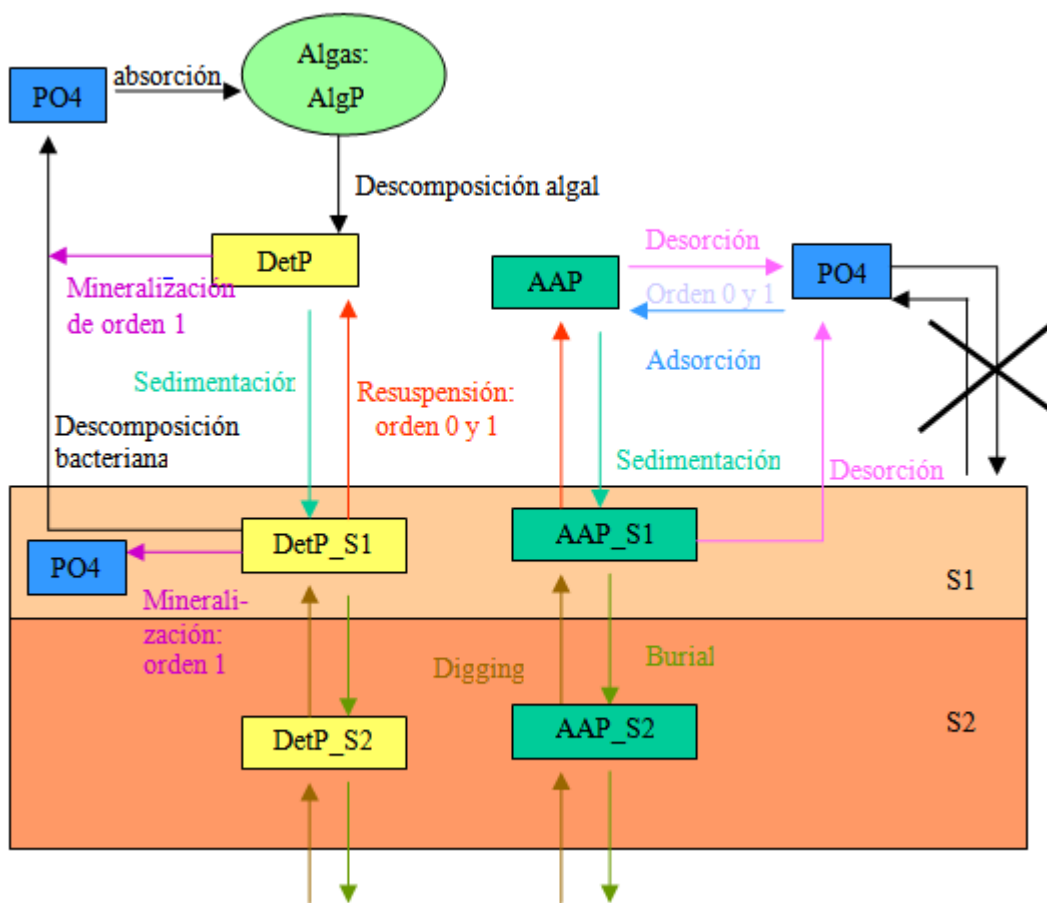 Algas:
AlgP
absorción
PO4
Descomposición algal
DetP
Mineralización
de orden 1
Desorción
AAP
Orden 0 y 1
PO4
Adsorción
Sedimentación
Resuspensión:
orden 0 y 1
Descomposición
bacteriana
Sedimentación
Desorción
DetP_S1
AAP_S1
PO4
S1
Minerali-
zación:
orden 1
Digging
Burial
DetP_S2
AAP_S2
S2